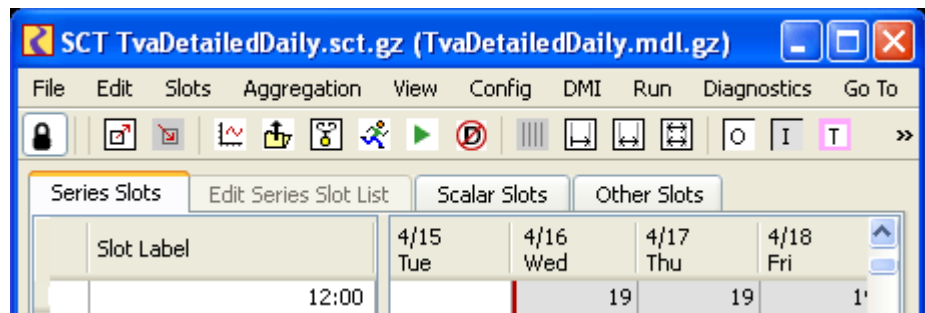 SCT TvaDetailedDaily.sct.gz (TvaDetailedDaily.mdl.gz)
File Edit Slots Aggregation View Config DMI Run Diagnostics Go To
D O I T »
Series Slots Edit Series Slot List Scalar Slots Other Slots
Slot Label 4/15 4/16 4/17 4/18
Tue Wed Thu Fri
12:00 19 19